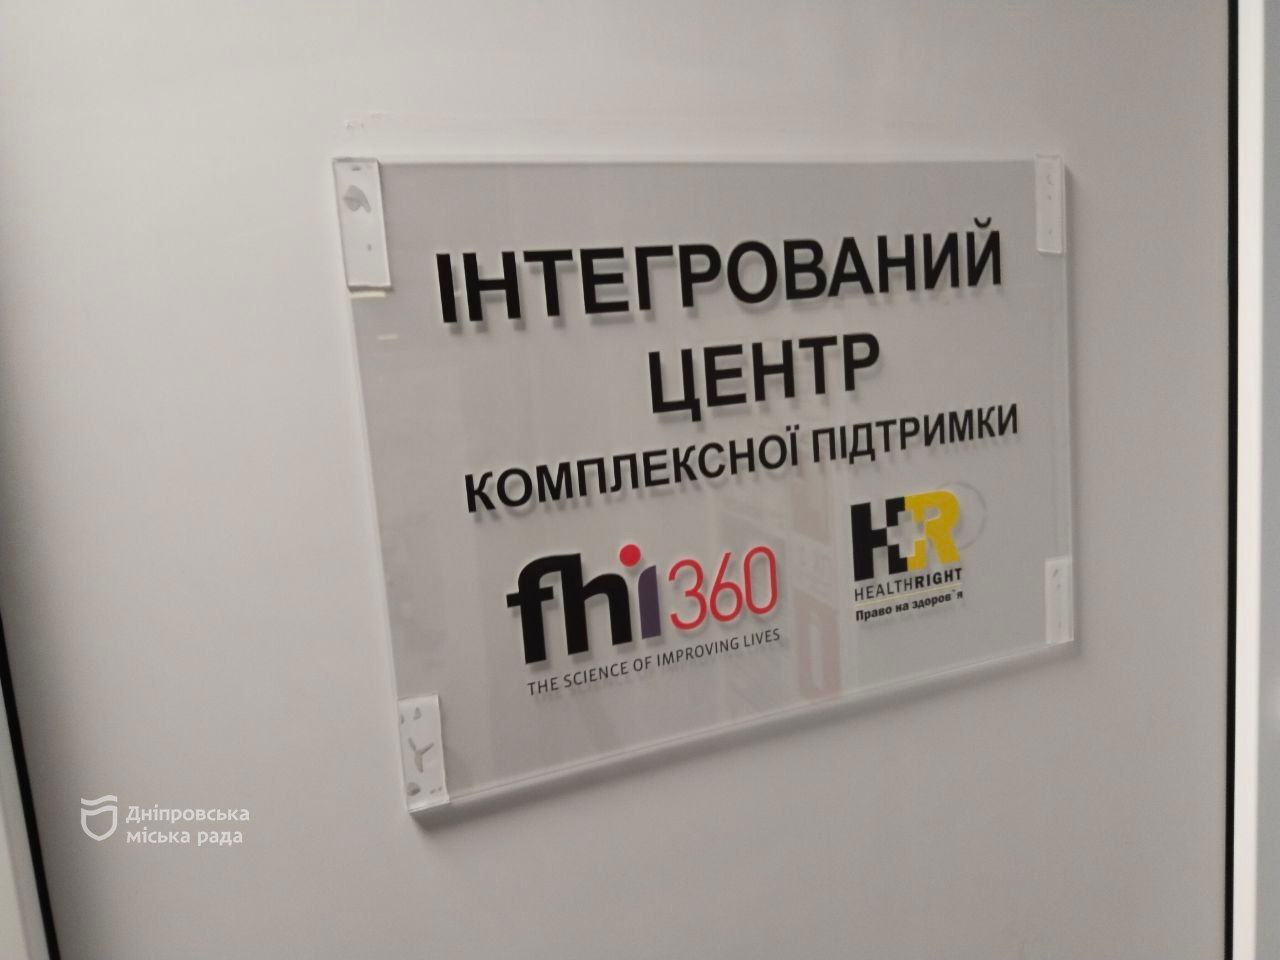 ІНТЕГРОВАНИЙ
ЦЕНТР
КОМПЛЕКСНОЇ ПІДТРИМКИ
fhi360
THE SCIENCE OF IMPROVING LIVES
HR
HEALTHRIGHT
Право на здоров'я
Дніпровська
міська рада